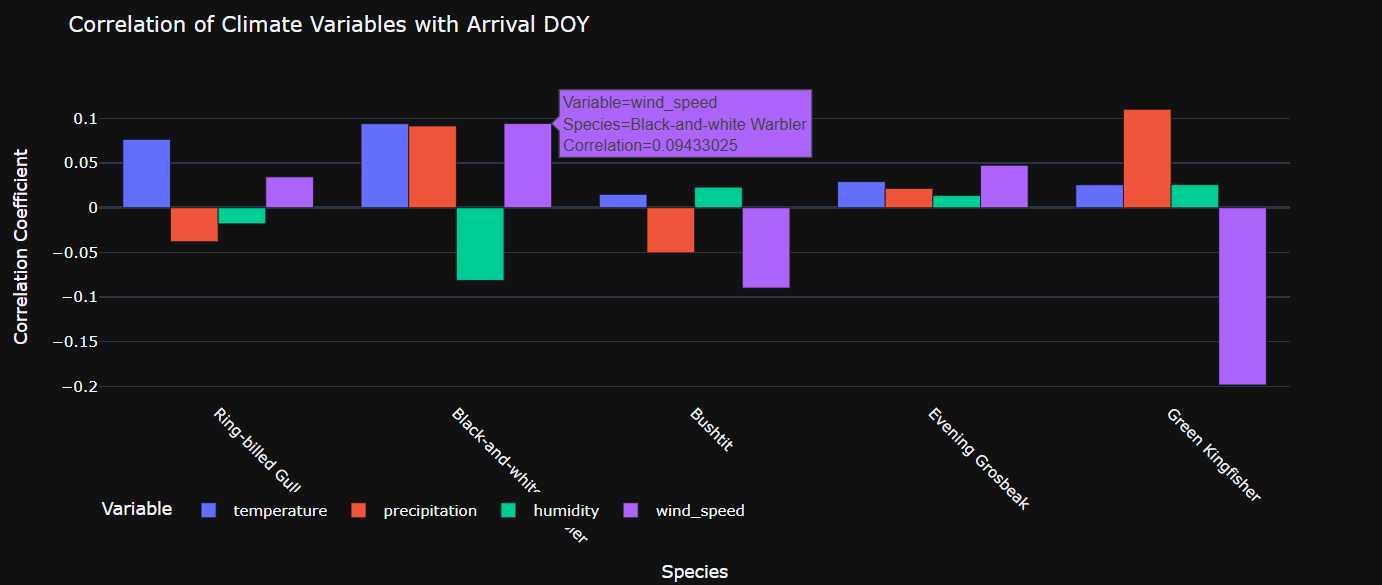 Correlation of Climate Variables with Arrival DOY
Variable=wind_speed
Species=Black-and-white Warbler
Correlation=0.09433025
Correlation Coefficient
0.1
0.05
0
−0.05
−0.1
−0.15
−0.2
Ring-billed Gull
Black-and-white
Bushtit
Evening Grosbeak
Green Kingfisher
Variable
temperature
precipitation
humidity
wind_speed
Species